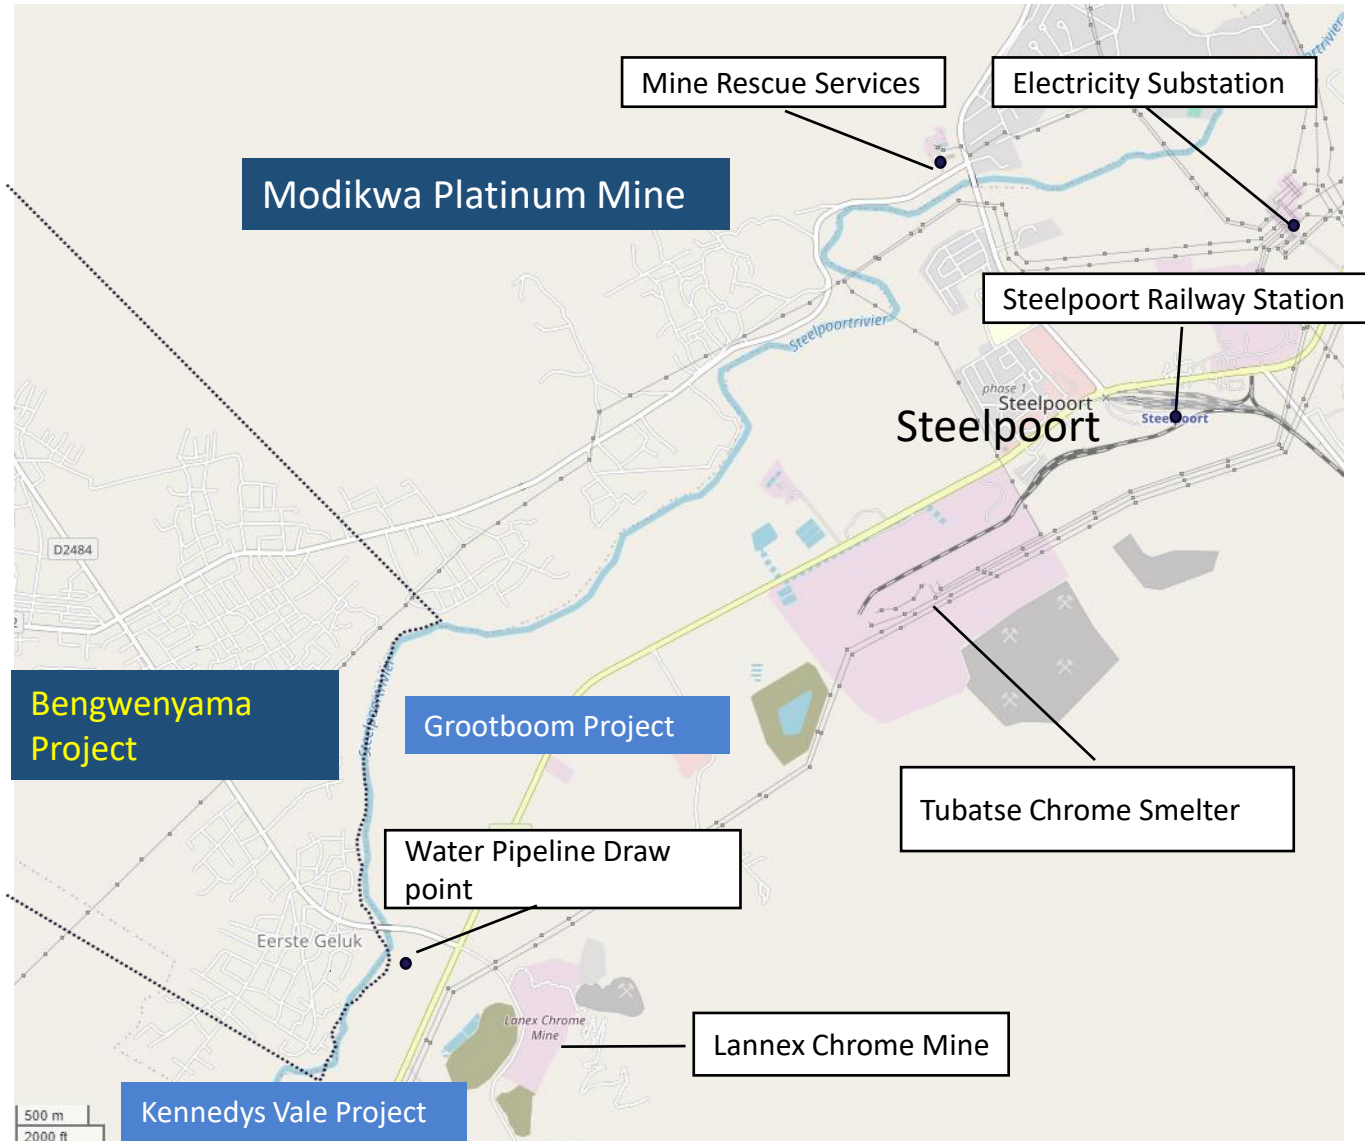 Mine Rescue Services
Electricity Substation
Modikwa Platinum Mine
Steelpoort Railway Station
Steelpoortrivier
phase 1
Steelpoort
Steelpoort
Steelpoort
D2484
Steelpoortrivier
Bengwenyama
Project
Grootboom Project
Tubatse Chrome Smelter
Water Pipeline Draw
point
Eerste Geluk
Lanex Chrome
Mine
Lannex Chrome Mine
Kennedys Vale Project
500 m
2000 ft